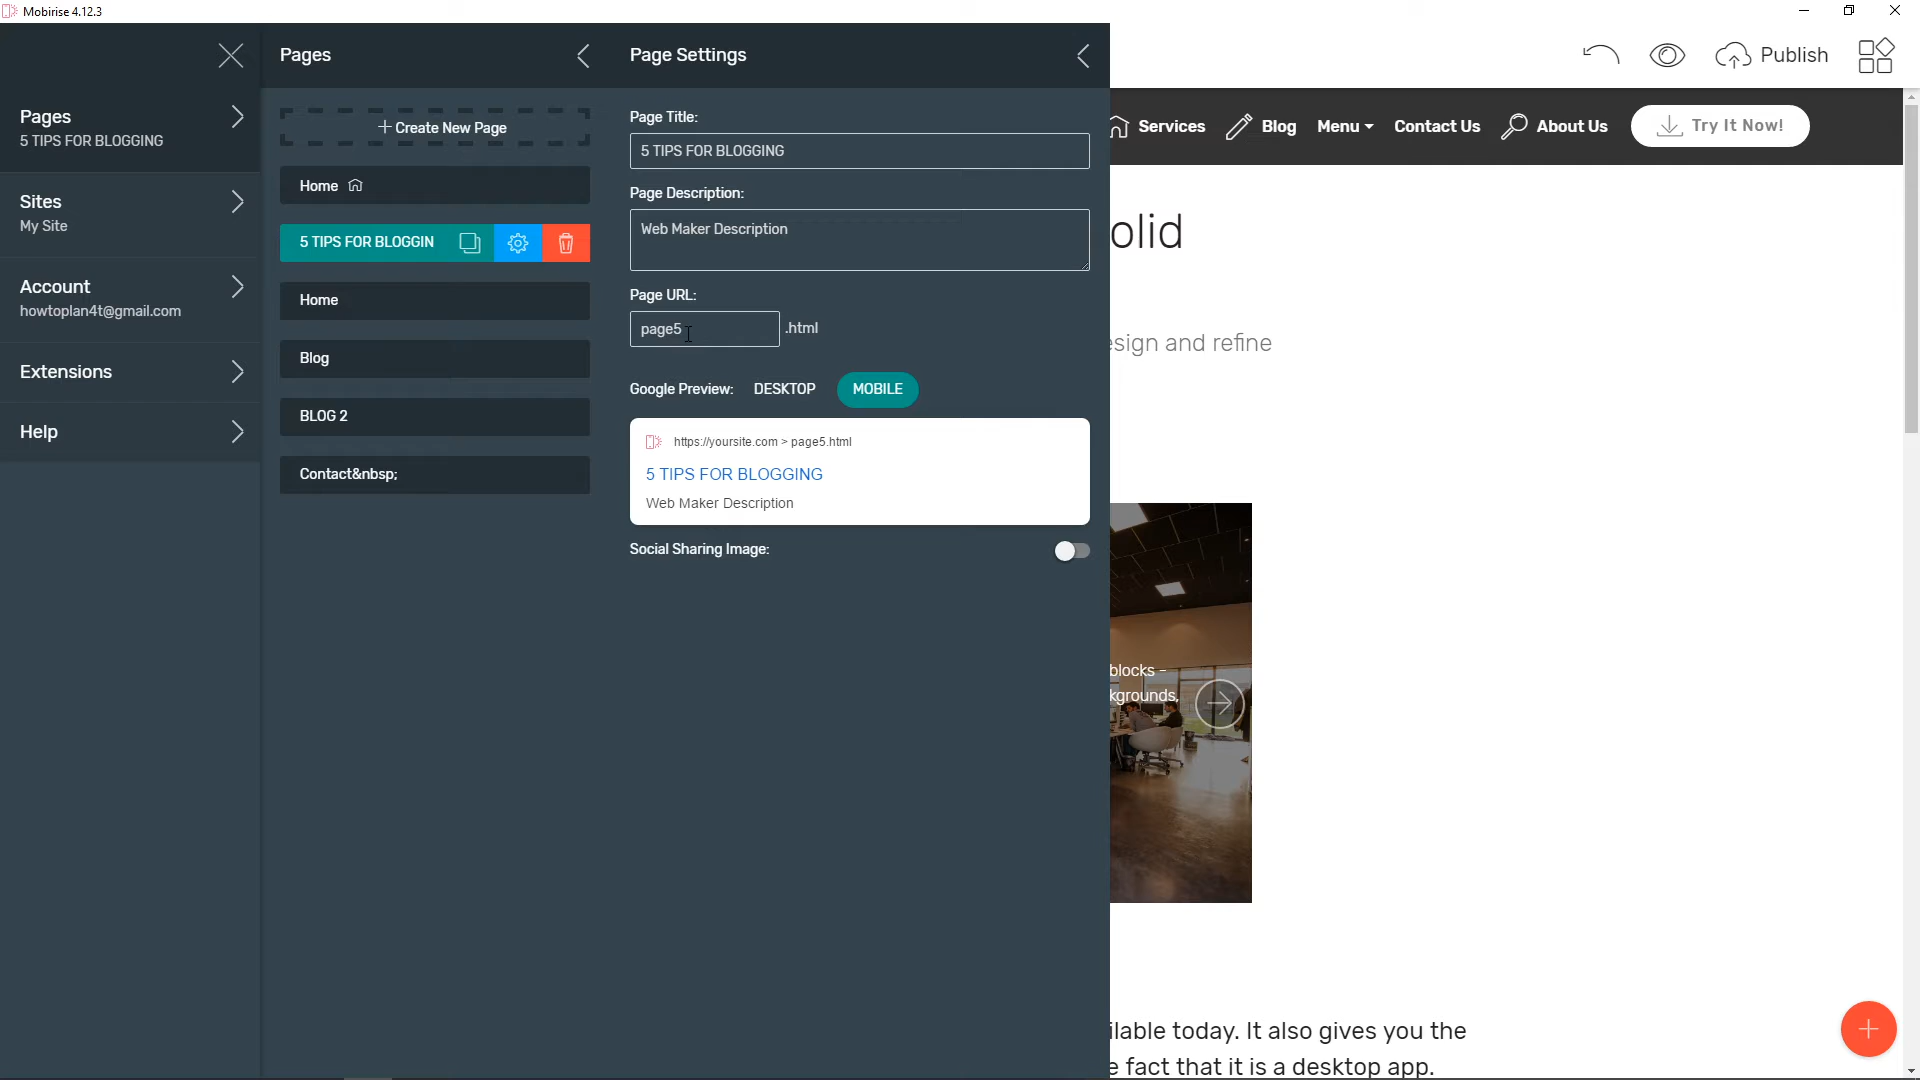 Mobirise 4.12.3
Pages
Page Settings
Publish
Pages
5 TIPS FOR BLOGGING
Sites
My Site
Account
howtoplan4t@gmail.com
Extensions
Help
Create New Page
Home
5 TIPS FOR BLOGGIN
Home
Blog
BLOG 2
Contact&nbsp;
Page Title:
5 TIPS FOR BLOGGING
Page Description:
Web Maker Description
Page URL:
page5 .html
Google Preview: DESKTOP MOBILE
https://yoursite.com > page5.html
5 TIPS FOR BLOGGING
Web Maker Description
Social Sharing Image:
Services Blog Menu Contact Us About Us Try It Now!
olid
esign and refine
blocks –
kgrounds,
ilable today. It also gives you the
e fact that it is a desktop app.